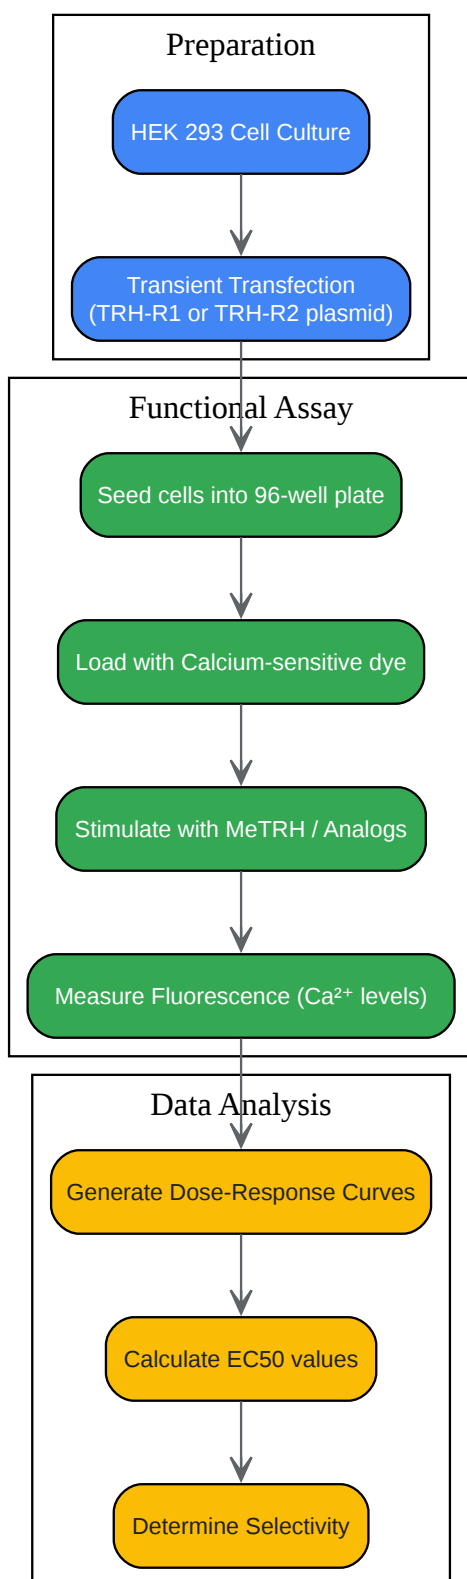 Preparation
HEK 293 Cell Culture
Transient Transfection
(TRH-R1 or TRH-R2 plasmid)
Functional Assay
Seed cells into 96-well plate
Load with Calcium-sensitive dye
Stimulate with MeTRH / Analogs
Measure Fluorescence (Ca²⁺ levels)
Data Analysis
Generate Dose-Response Curves
Calculate EC50 values
Determine Selectivity